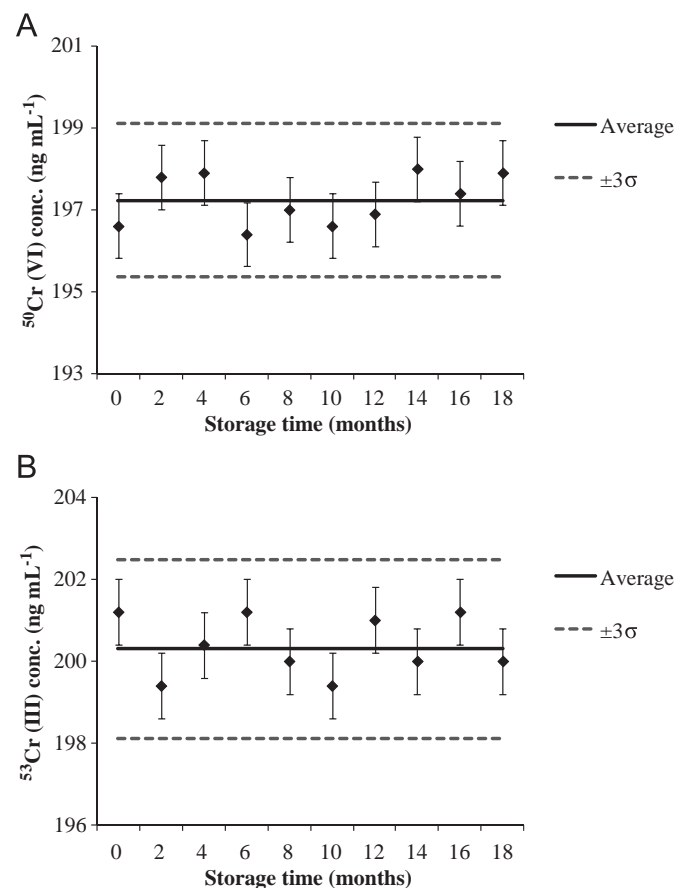 A
201
199
197
195
193
⁵⁰Cr (VI) conc. (ng mL⁻¹)
0 2 4 6 8 10 12 14 16 18
Storage time (months)
Average
±3σ
B
204
202
200
198
196
⁵³Cr (III) conc. (ng mL⁻¹)
0 2 4 6 8 10 12 14 16 18
Storage time (months)
Average
±3σ